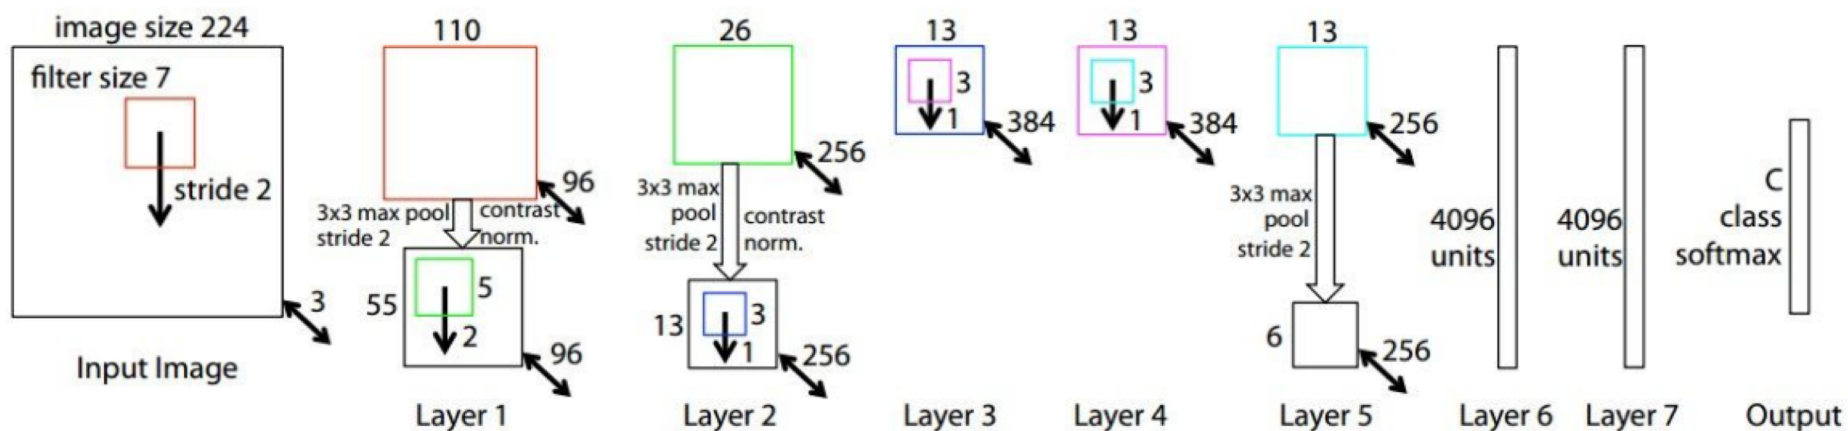 image size 224
filter size 7
stride 2
3
Input Image
110
96
3x3 max pool
stride 2
contrast
norm.
55
5
2
96
Layer 1
26
256
3x3 max
pool
stride 2
contrast
norm.
13
3
1
256
Layer 2
13
3
1
384
Layer 3
13
3
1
384
Layer 4
13
256
3x3 max
pool
stride 2
6
256
Layer 5
4096
units
Layer 6
4096
units
Layer 7
C
class
softmax
Output